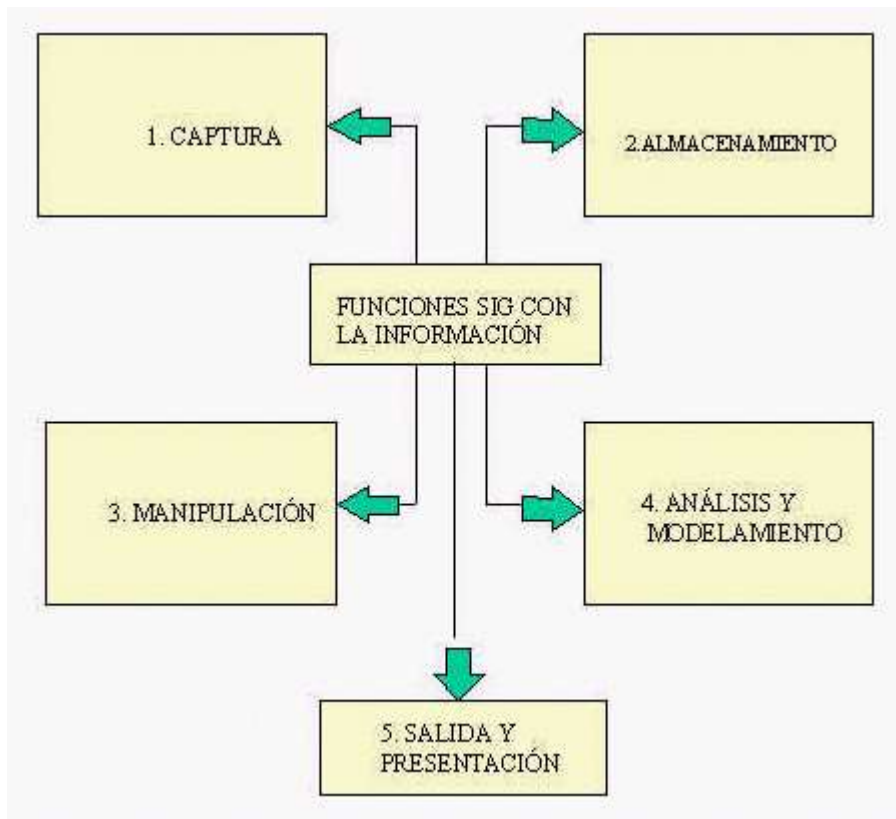 1. CAPTURA
2.ALMACENAMIENTO
FUNCIONES SIG CON
LA INFORMACIÓN
3. MANIPULACIÓN
4. ANÁLISIS Y
MODELAMIENTO
5. SALIDA Y
PRESENTACIÓN